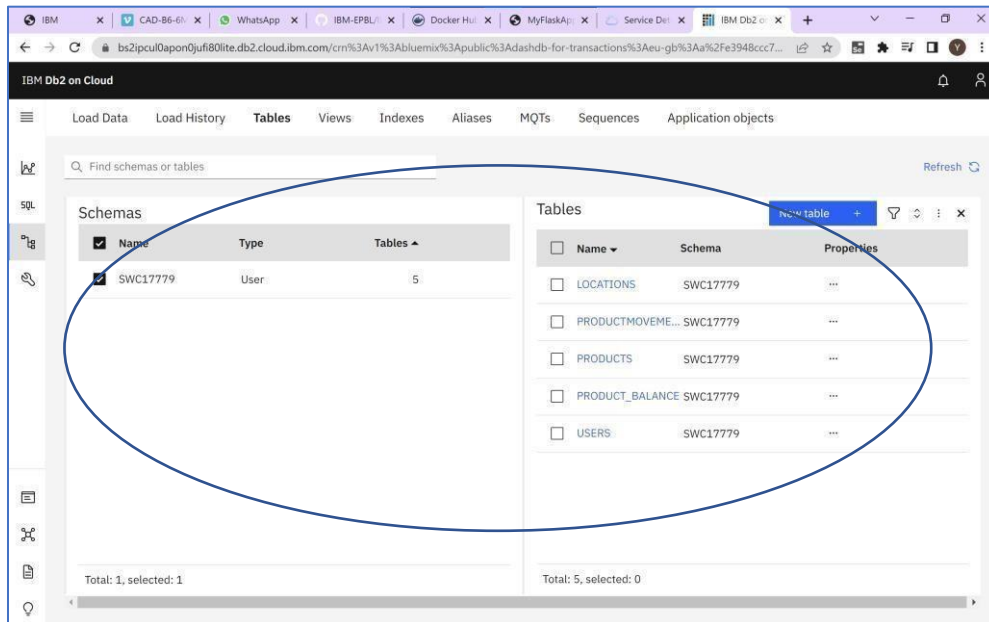 IBM
CAD-B6-6N
WhatsApp
IBM-EPBL/
Docker Hu
MyFlaskAp
Service Det
IBM Db2 o
bs2ipcul0apon0jufi80lite.db2.cloud.ibm.com/crn%3Av1%3Abluemix%3Apublic%3Adashdb-for-transactions%3Aeu-gb%3Aa%2Fe3948ccc7...
Y
IBM Db2 on Cloud
Load Data Load History Tables Views Indexes Aliases MQTs Sequences Application objects
Find schemas or tables
Refresh
SQL
Schemas
Name Type Tables
SWC17779 User 5
Total: 1, selected: 1
Tables
New table +
Name Schema Properties
LOCATIONS SWC17779 ...
PRODUCTMOVEME... SWC17779 ...
PRODUCTS SWC17779 ...
PRODUCT_BALANCE SWC17779 ...
USERS SWC17779 ...
Total: 5, selected: 0